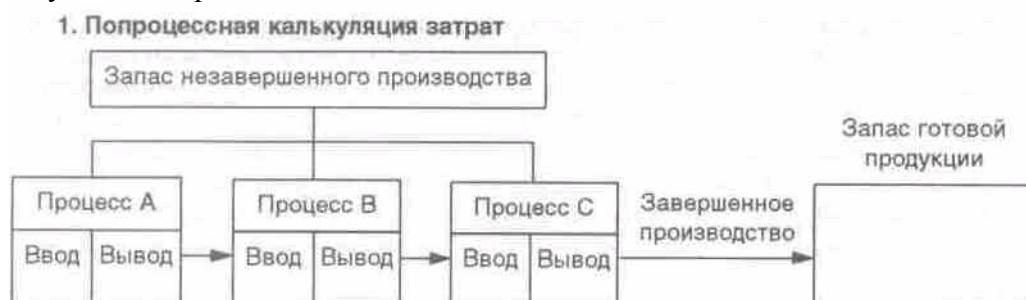 1. Попроцессная калькуляция затрат
Запас незавершенного производства
Запас готовой
продукции
Процесс А
Процесс В
Процесс С
Завершенное
производство
Ввод
Вывод
Ввод
Вывод
Ввод
Вывод